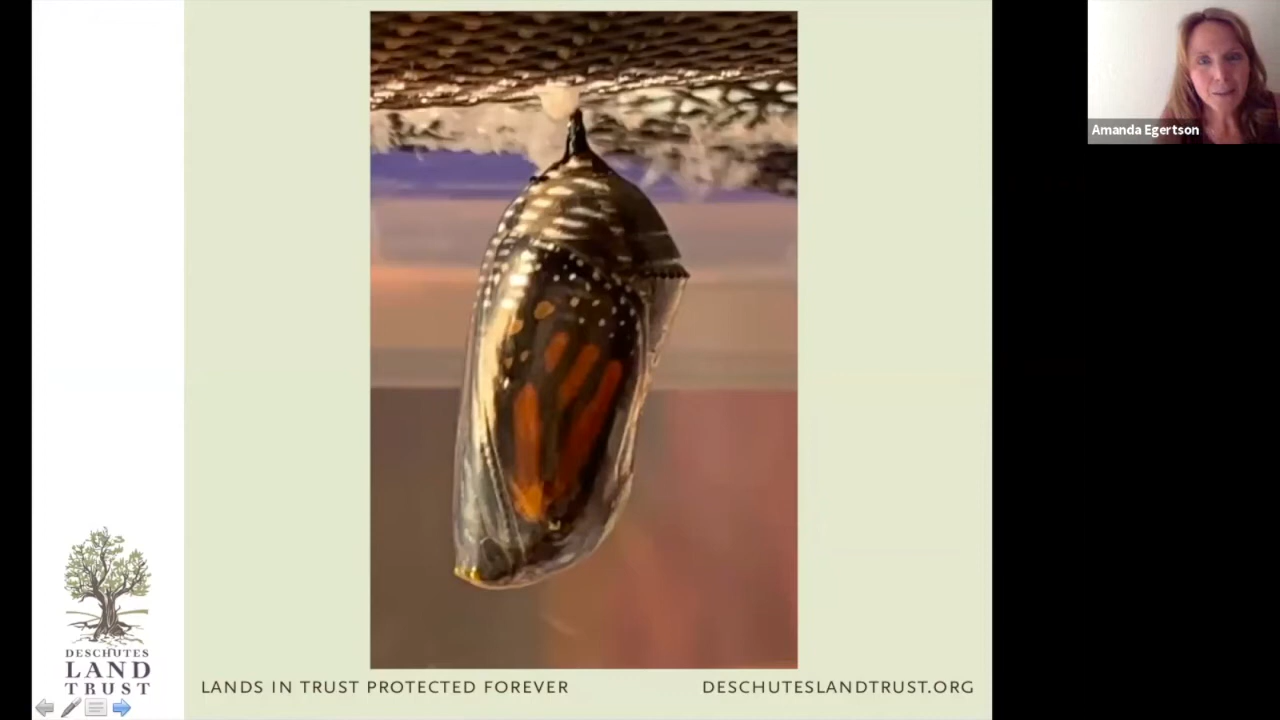 Amanda Egertson
DESCHUTES
LAND
TRUST
LANDS IN TRUST PROTECTED FOREVER
DESCHUTESLANDTRUST.ORG